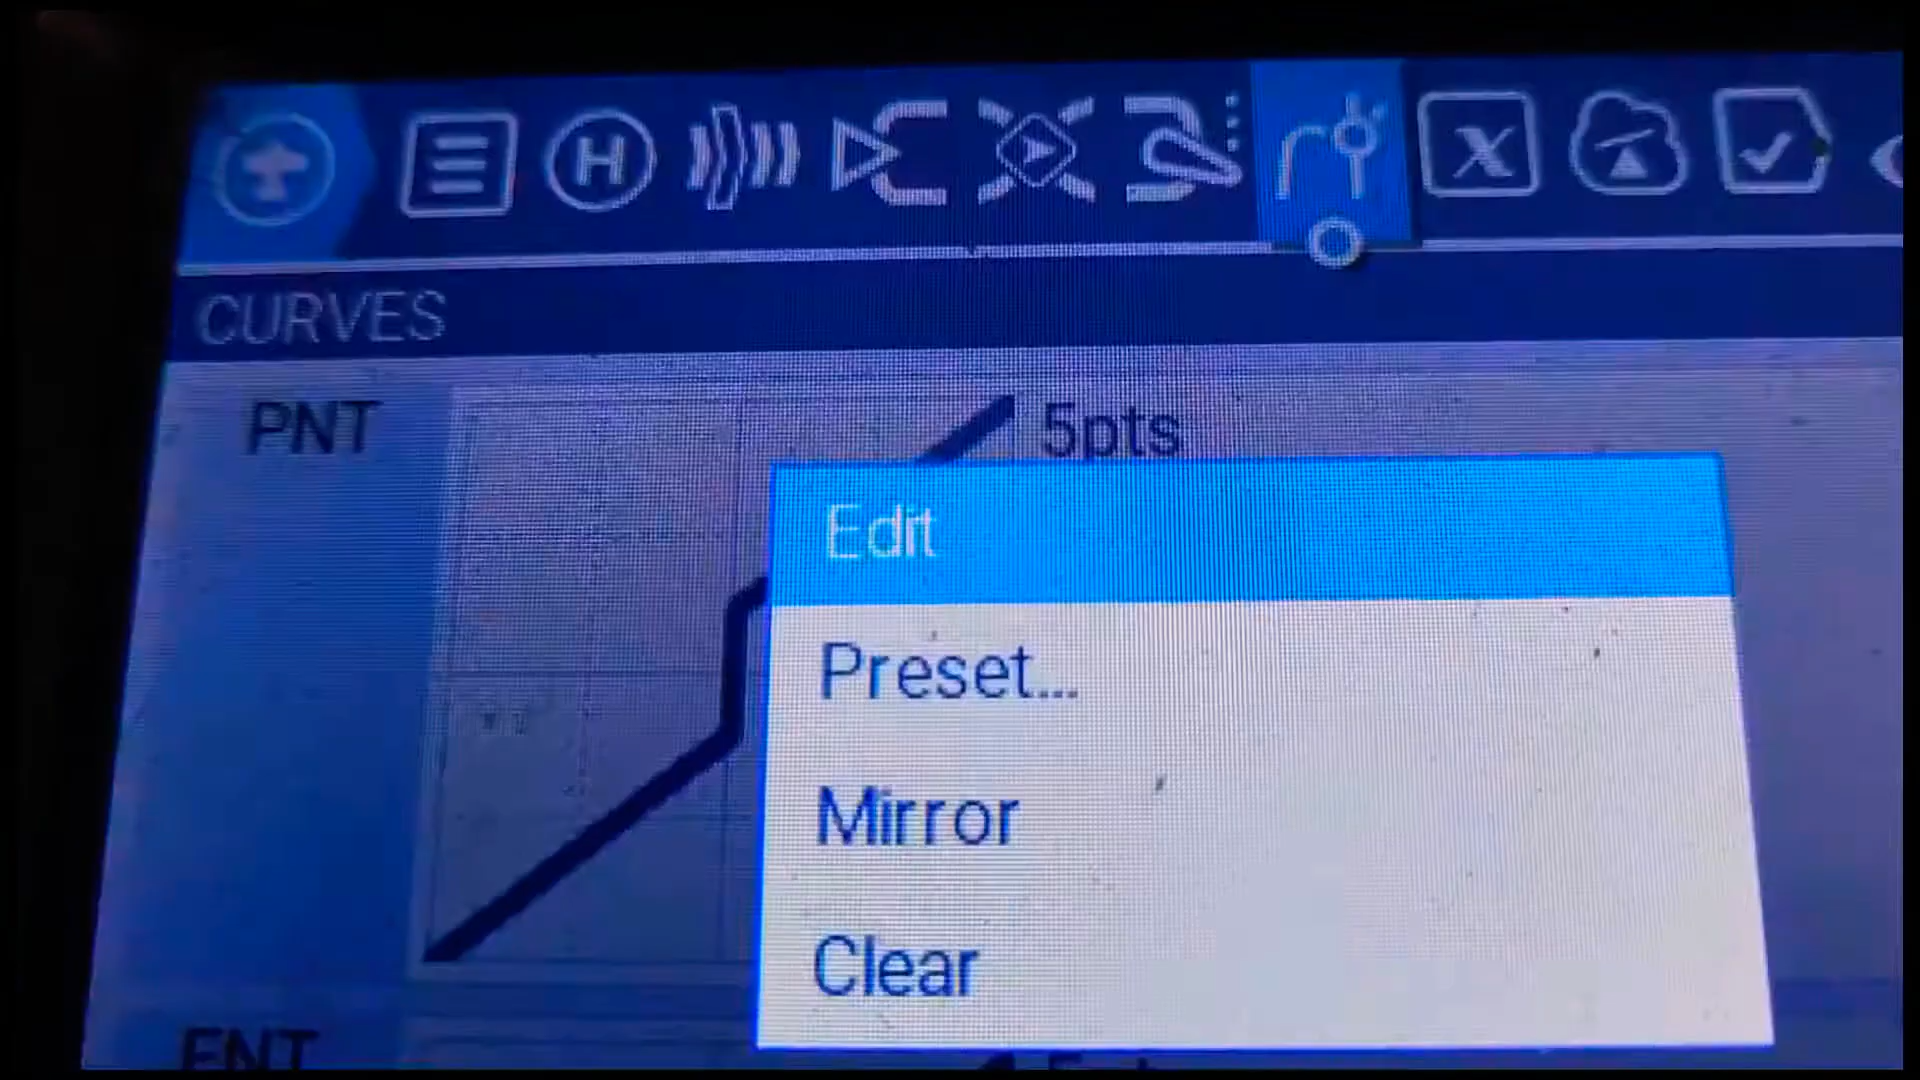 H
x
CURVES
PNT
5pts
Edit
Preset...
Mirror
Clear